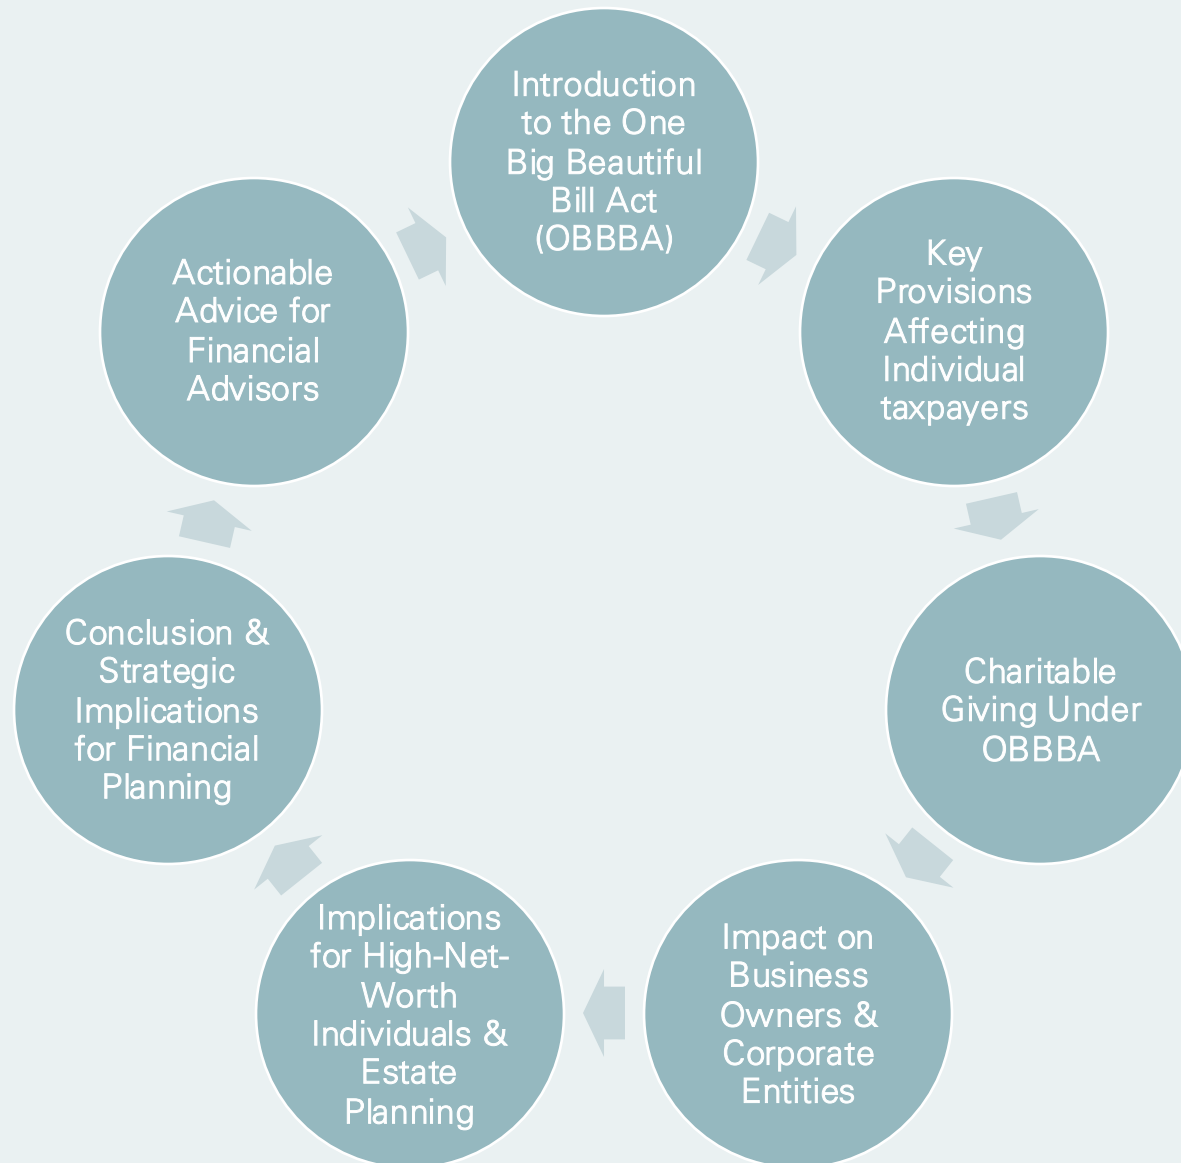 Introduction
to the One
Big Beautiful
Bill Act
(OBBBA)
Key
Provisions
Affecting
Individual
taxpayers
Charitable
Giving Under
OBBBA
Impact on
Business
Owners &
Corporate
Entities
Implications
for High-Net-
Worth
Individuals &
Estate
Planning
Conclusion &
Strategic
Implications
for Financial
Planning
Actionable
Advice for
Financial
Advisors